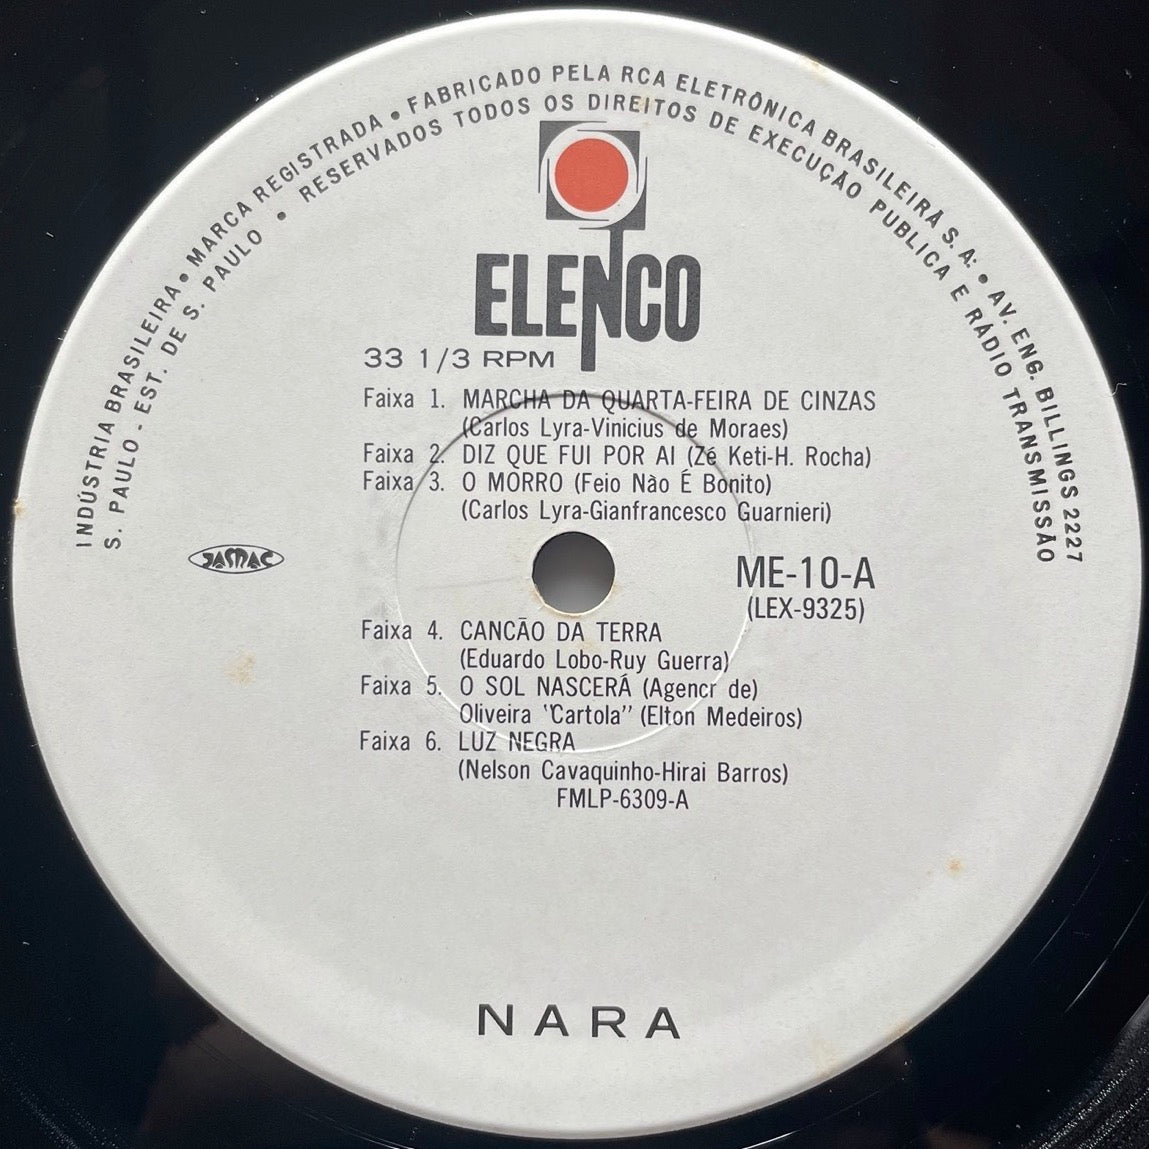 INDÚSTRIA BRASILEIRA • MARCA REGISTRADA • FABRICADO PELA RCA ELETRÔNICA BRASILEIRA S. A. • AV. ENG. BILLINGS 2227
S. PAULO - EST. DE S. PAULO • RESERVADOS TODOS OS DIREITOS DE EXECUÇÃO PUBLICA E RÁDIO TRANSMISSÃO
ELENCO
33 1/3 RPM
Faixa 1. MARCHA DA QUARTA-FEIRA DE CINZAS
(Carlos Lyra-Vinicius de Moraes)
Faixa 2. DIZ QUE FUI POR AI (Zé Keti-H. Rocha)
Faixa 3. O MORRO (Feio Nào É Bonito)
(Carlos Lyra-Gianfrancesco Guarnieri)
JASMAC
ME-10-A
(LEX-9325)
Faixa 4. CANCÃO DA TERRA
(Eduardo Lobo-Ruy Guerra)
Faixa 5. O SOL NASCERÁ (Agencr de)
Oliveira "Cartola" (Elton Medeiros)
Faixa 6. LUZ NEGRA
(Nelson Cavaquinho-Hirai Barros)
FMLP-6309-A
NARA